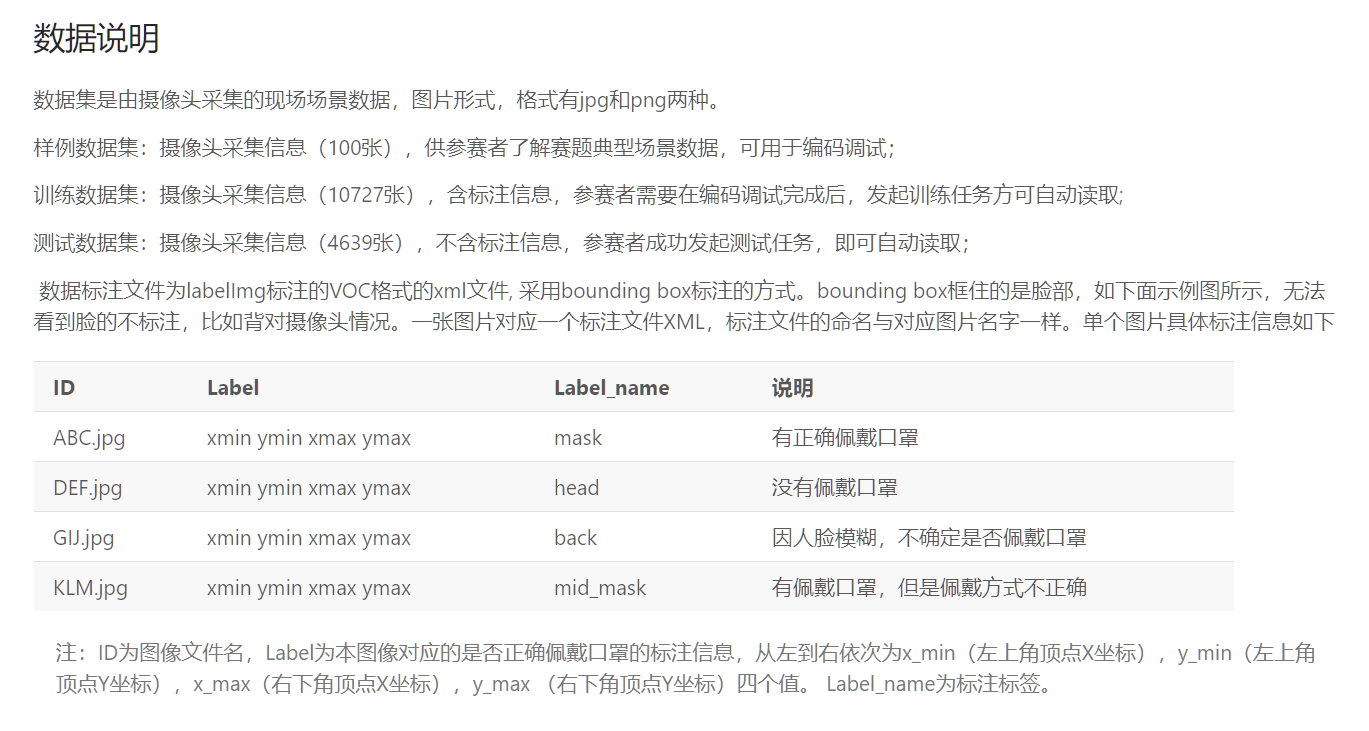 数据说明
数据集是由摄像头采集的现场场景数据，图片形式，格式有jpg和png两种。
样例数据集：摄像头采集信息（100张），供参赛者了解赛题典型场景数据，可用于编码调试；
训练数据集：摄像头采集信息（10727张），含标注信息，参赛者需要在编码调试完成后，发起训练任务方可自动读取;
测试数据集：摄像头采集信息（4639张），不含标注信息，参赛者成功发起测试任务，即可自动读取；
数据标注文件为labelImg标注的VOC格式的xml文件, 采用bounding box标注的方式。bounding box框住的是脸部，如下面示例图所示，无法
看到脸的不标注，比如背对摄像头情况。一张图片对应一个标注文件XML，标注文件的命名与对应图片名字一样。单个图片具体标注信息如下
ID Label Label_name 说明
ABC.jpg xmin ymin xmax ymax mask 有正确佩戴口罩
DEF.jpg xmin ymin xmax ymax head 没有佩戴口罩
GIJ.jpg xmin ymin xmax ymax back 因人脸模糊，不确定是否佩戴口罩
KLM.jpg xmin ymin xmax ymax mid_mask 有佩戴口罩，但是佩戴方式不正确
注：ID为图像文件名，Label为本图像对应的是否正确佩戴口罩的标注信息，从左到右依次为x_min（左上角顶点X坐标），y_min（左上角
顶点Y坐标），x_max（右下角顶点X坐标），y_max （右下角顶点Y坐标）四个值。 Label_name为标注标签。